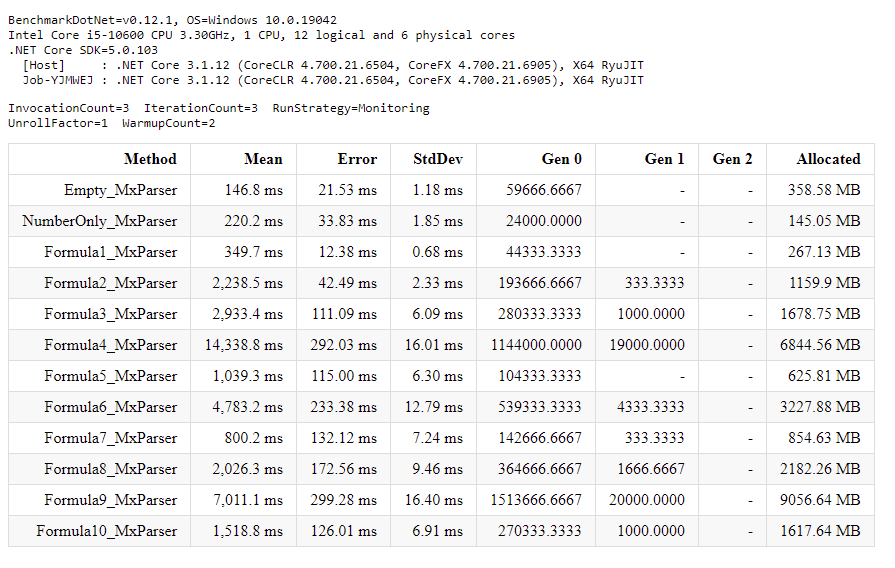 BenchmarkDotNet=v0.12.1, OS=Windows 10.0.19042
Intel Core i5-10600 CPU 3.30GHz, 1 CPU, 12 logical and 6 physical cores
.NET Core SDK=5.0.103
[Host]     : .NET Core 3.1.12 (CoreCLR 4.700.21.6504, CoreFX 4.700.21.6905), X64 RyuJIT
Job-YJMWEJ : .NET Core 3.1.12 (CoreCLR 4.700.21.6504, CoreFX 4.700.21.6905), X64 RyuJIT
InvocationCount=3  IterationCount=3  RunStrategy=Monitoring
UnrollFactor=1  WarmupCount=2
Method Mean Error StdDev Gen 0 Gen 1 Gen 2 Allocated
Empty_MxParser 146.8 ms 21.53 ms 1.18 ms 59666.6667 - - 358.58 MB
NumberOnly_MxParser 220.2 ms 33.83 ms 1.85 ms 24000.0000 - - 145.05 MB
Formula1_MxParser 349.7 ms 12.38 ms 0.68 ms 44333.3333 - - 267.13 MB
Formula2_MxParser 2,238.5 ms 42.49 ms 2.33 ms 193666.6667 333.3333 - 1159.9 MB
Formula3_MxParser 2,933.4 ms 111.09 ms 6.09 ms 280333.3333 1000.0000 - 1678.75 MB
Formula4_MxParser 14,338.8 ms 292.03 ms 16.01 ms 1144000.0000 19000.0000 - 6844.56 MB
Formula5_MxParser 1,039.3 ms 115.00 ms 6.30 ms 104333.3333 - - 625.81 MB
Formula6_MxParser 4,783.2 ms 233.38 ms 12.79 ms 539333.3333 4333.3333 - 3227.88 MB
Formula7_MxParser 800.2 ms 132.12 ms 7.24 ms 142666.6667 333.3333 - 854.63 MB
Formula8_MxParser 2,026.3 ms 172.56 ms 9.46 ms 364666.6667 1666.6667 - 2182.26 MB
Formula9_MxParser 7,011.1 ms 299.28 ms 16.40 ms 1513666.6667 20000.0000 - 9056.64 MB
Formula10_MxParser 1,518.8 ms 126.01 ms 6.91 ms 270333.3333 1000.0000 - 1617.64 MB